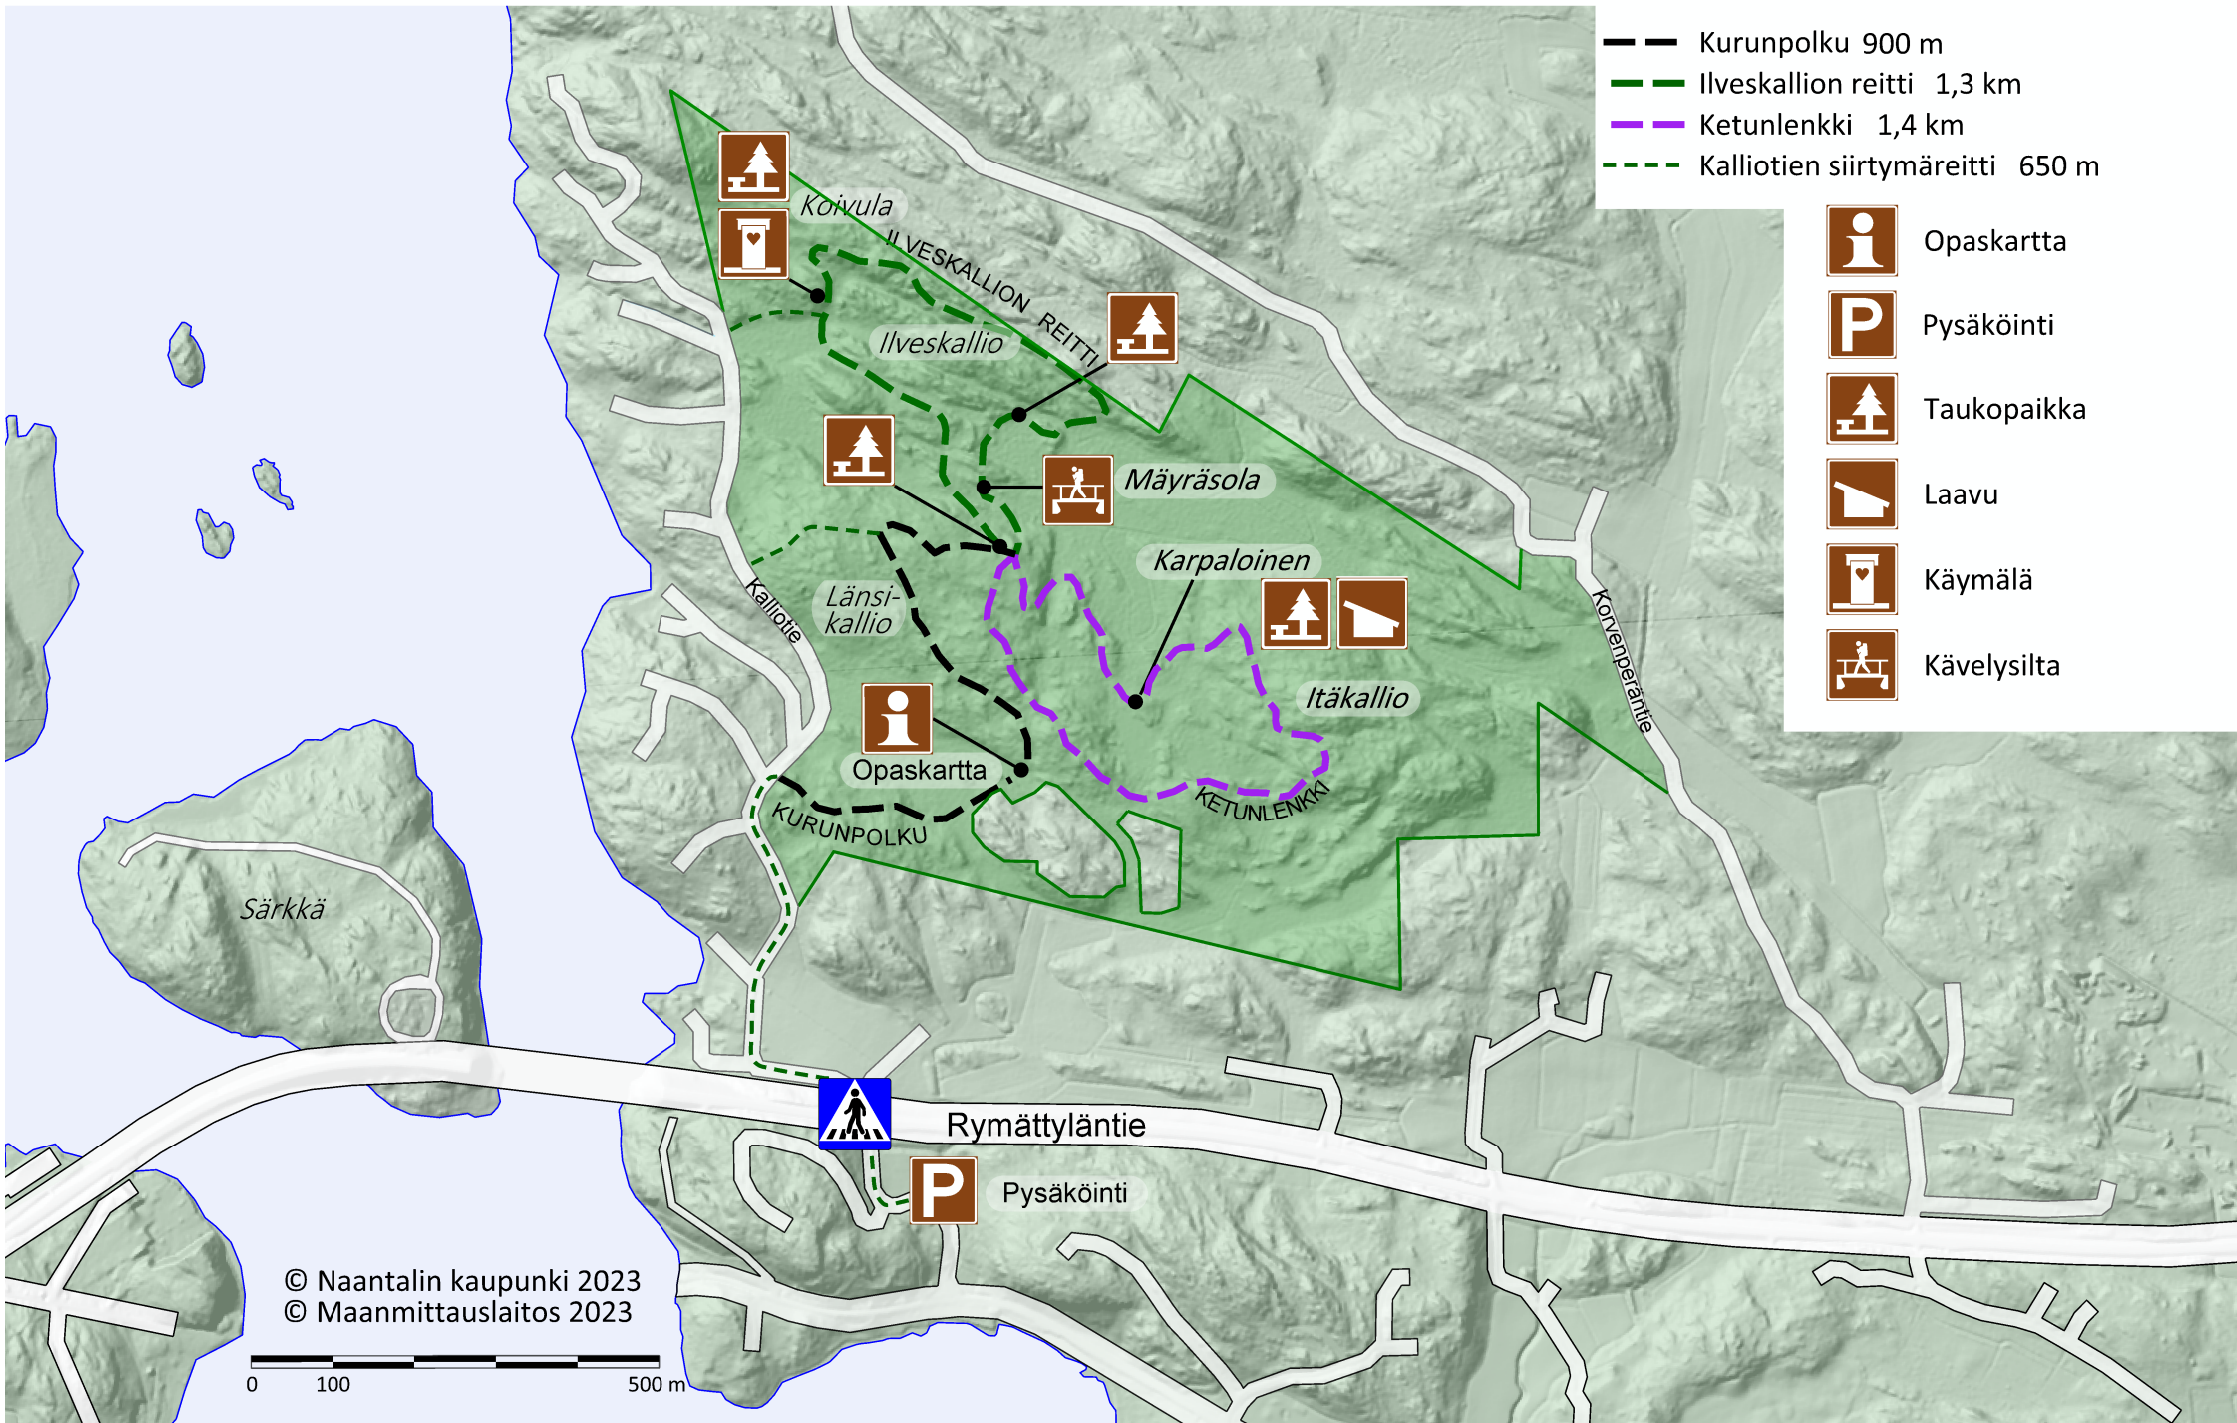 Kurunpolku 900 m
Ilveskallion reitti 1,3 km
Ketunlenkki 1,4 km
Kalliotien siirtymäreitti 650 m
Opaskartta
P Pysäköinti
Taukopaikka
Laavu
Käymälä
Kävelysilta
Koivula
ILVESKALLION REITTI
Ilveskallio
Mäyräsola
Karpaloinen
Länsi-
kallio
Kalliotie
Korvenperäntie
Itäkallio
Opaskartta
KURUNPOLKU
KETUNLENKKI
Särkkä
Rymättyläntie
P Pysäköinti
© Naantalin kaupunki 2023
© Maanmittauslaitos 2023
0 100 500 m